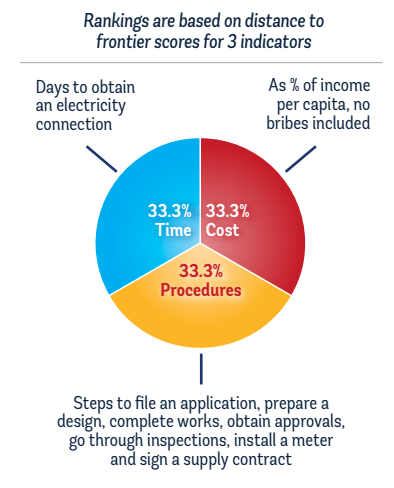 Rankings are based on distance to
frontier scores for 3 indicators
Days to obtain
an electricity
connection
As % of income
per capita, no
bribes included
33.3%
Time
33.3%
Cost
33.3%
Procedures
Steps to file an application, prepare a
design, complete works, obtain approvals,
go through inspections, install a meter
and sign a supply contract